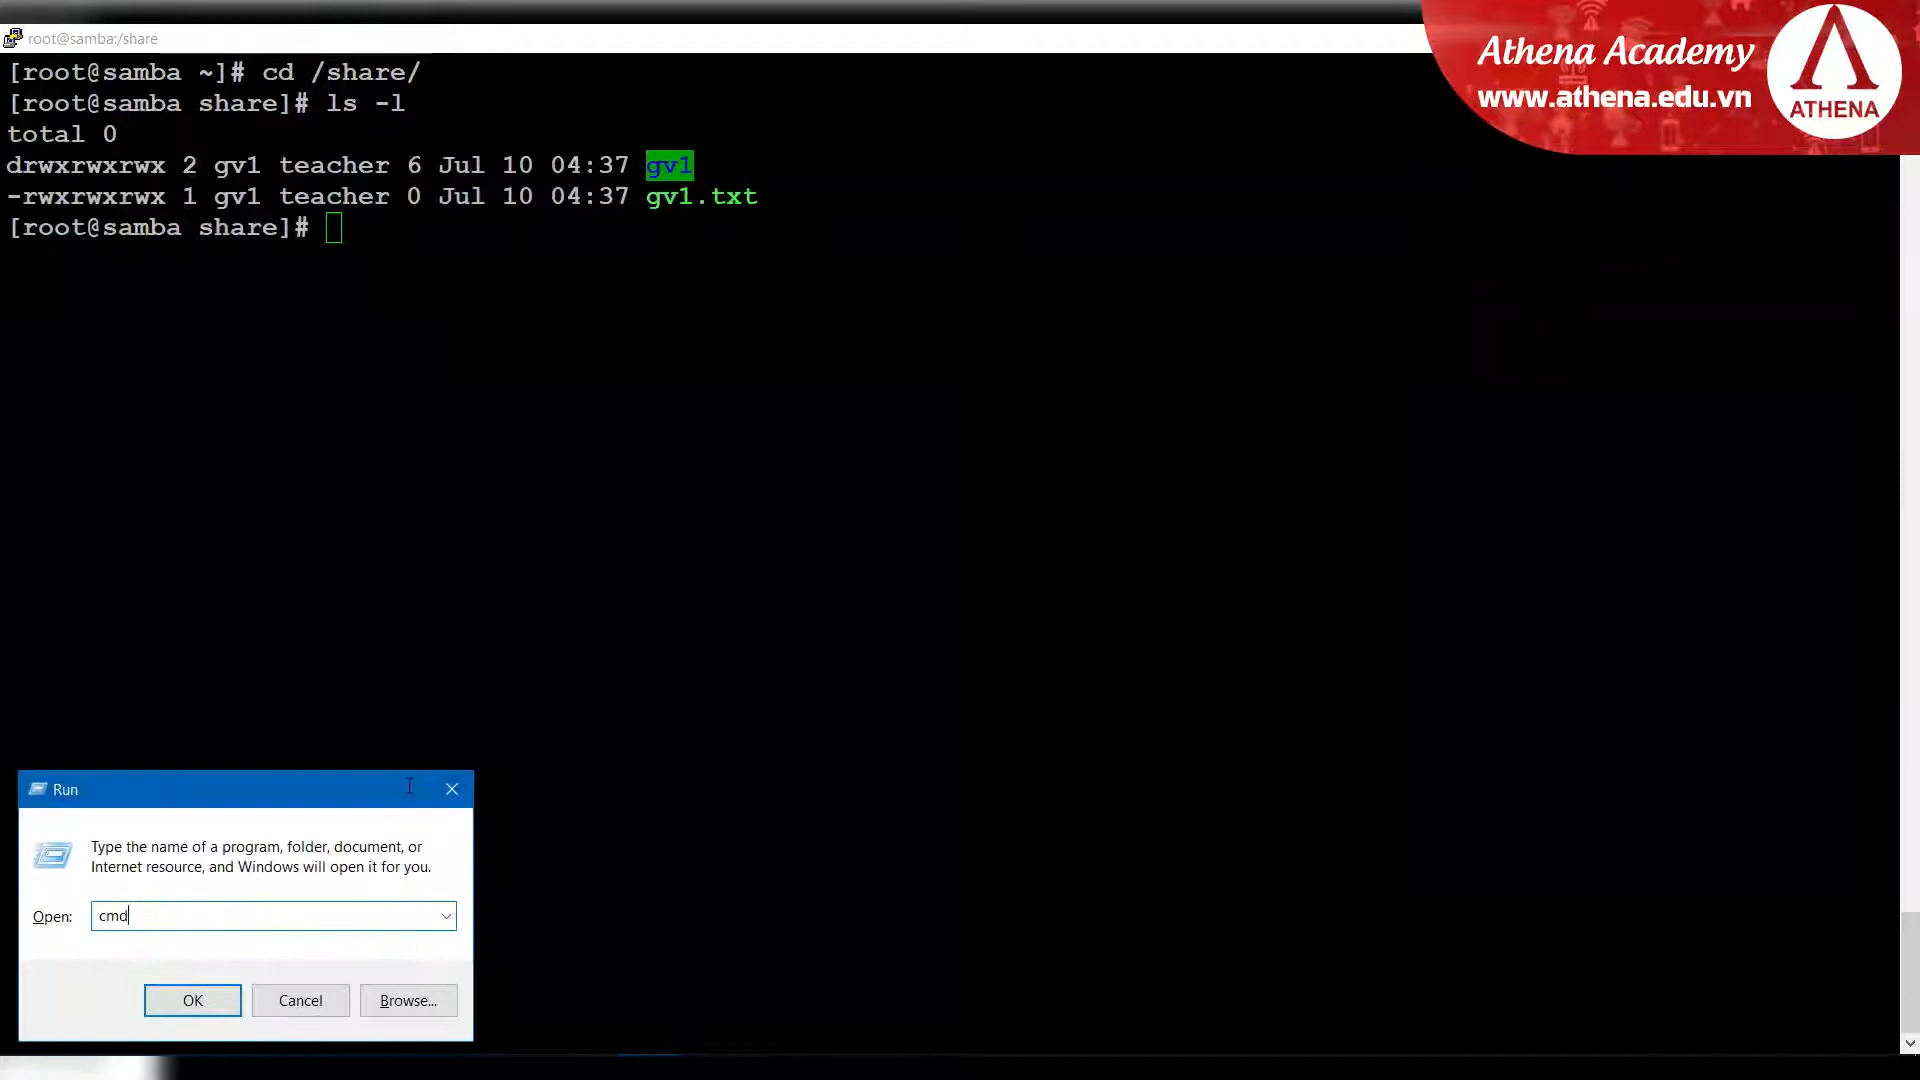 root@samba:/share
[root@samba ~]# cd /share/
[root@samba share]# ls -l
total 0
drwxrwxrwx 2 gv1 teacher 6 Jul 10 04:37 gv1
-rwxrwxrwx 1 gv1 teacher 0 Jul 10 04:37 gv1.txt
[root@samba share]#
Athena Academy
www.athena.edu.vn
ATHENA
Run
Type the name of a program, folder, document, or
Internet resource, and Windows will open it for you.
Open: cmd
OK Cancel Browse...